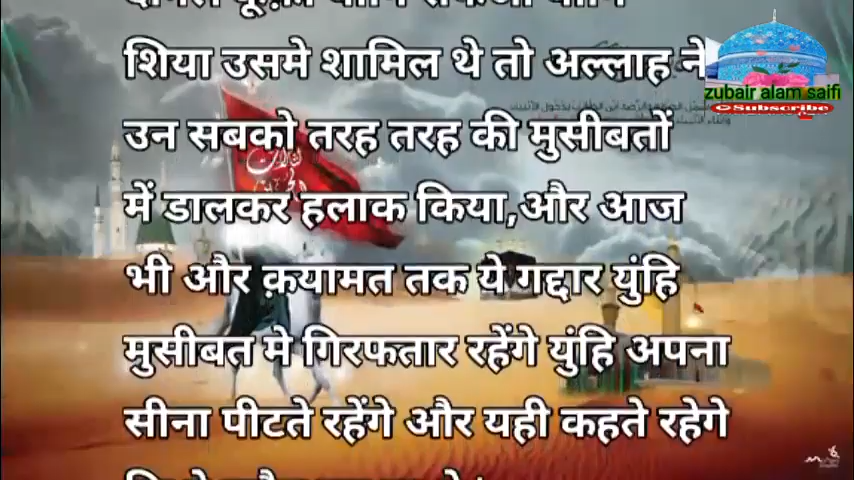 शिया उसमे शामिल थे तो अल्लाह ने
उन सबको तरह तरह की मुसीबतों
में डालकर हलाक किया,और आज
भी और क़यामत तक ये गद्दार युंहि
मुसीबत मे गिरफतार रहेंगे युंहि अपना
सीना पीटते रहेंगे और यही कहते रहेगे
zubair alam saifi
Subscribe